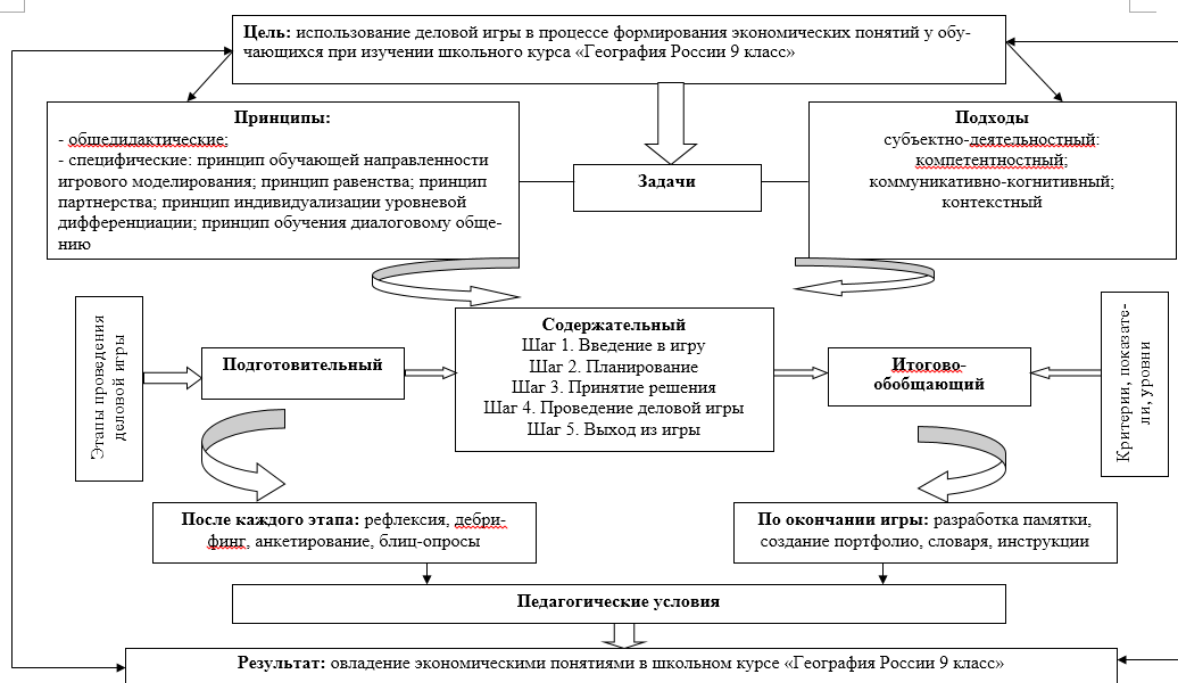 Цель: использование деловой игры в процессе формирования экономических понятий у обу-
чающихся при изучении школьного курса «География России 9 класс»
Принципы:
- общедидактические;
- специфические: принцип обучающей направленности
игрового моделирования; принцип равенства; принцип
партнерства; принцип индивидуализации уровневой
дифференциации; принцип обучения диалоговому обще-
нию
Задачи
Подходы
субъектно-деятельностный:
компетентностный;
коммуникативно-когнитивный;
контекстный
Этапы проведения
деловой игры
Подготовительный
Содержательный
Шаг 1. Введение в игру
Шаг 2. Планирование
Шаг 3. Принятие решения
Шаг 4. Проведение деловой игры
Шаг 5. Выход из игры
Итогово-
обобщающий
Критерии, показате-
ли, уровни
После каждого этапа: рефлексия, дебри-
финг, анкетирование, блиц-опросы
По окончании игры: разработка памятки,
создание портфолио, словаря, инструкции
Педагогические условия
Результат: овладение экономическими понятиями в школьном курсе «География России 9 класс»